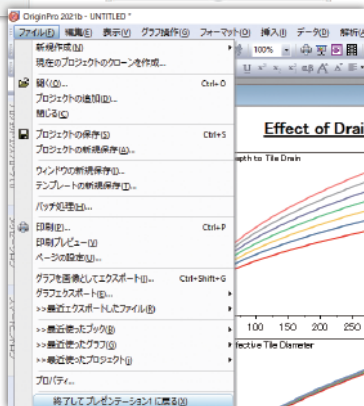 OriginPro 2021b - UNTITLED *
ファイル(F) 編集(E) 表示(V) グラフ操作(G) フォーマット(O) 挿入(I) データ(D) 解析(A
新規作成(N)
100%
現在のプロジェクトのクローンを作成...
開く(O)... Ctrl+O
プロジェクトの追加(D)...
閉じる(C)
プロジェクトの保存(S) Ctrl+S
プロジェクトの新規保存(A)...
Effect of Drai
epth to Tile Drain
ウィンドウの新規保存(W)...
テンプレートの新規保存(T)...
バッチ処理(H)...
印刷(P)... Ctrl+P
印刷プレビュー(V)
ページの設定(U)...
グラフを画像としてエクスポート(I)... Ctrl+Shift+G
グラフエクスポート(E)...
>>最近エクスポートしたファイル(R)
100 150 200 250
>>最近使ったブック(B)
>>最近使ったグラフ(G)
fective Tile Diameter
>>最近使ったプロジェクト(J)
プロパティ...
終了してプレゼンテーション1 に戻る(X)